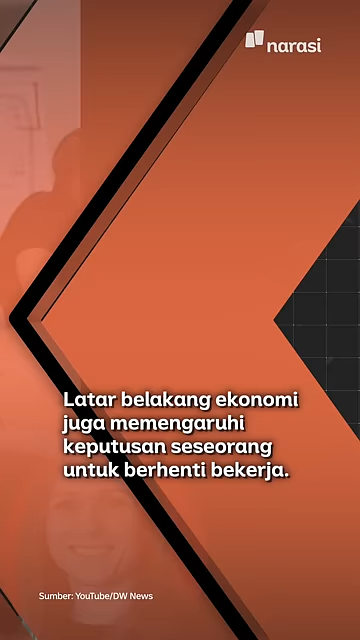 narasi
Latar belakang ekonomi
juga memengaruhi
keputusan seseorang
untuk berhenti bekerja.
Sumber: YouTube/DW News